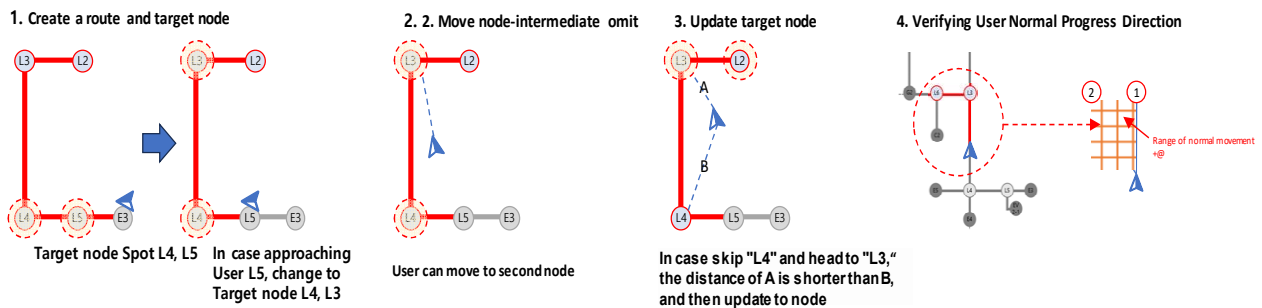 1. Create a route and target node
L3
L2
L4
L5
E3
L3
L2
L4
L5
E3
Target node Spot L4, L5
In case approaching
User L5, change to
Target node L4, L3
2. 2. Move node-intermediate omit
L3
L2
L4
L5
E3
User can move to second node
3. Update target node
L3
L2
A
B
L4
L5
E3
In case skip "L4" and head to "L3,"
the distance of A is shorter than B,
and then update to node
4. Verifying User Normal Progress Direction
L6
L3
L4
L5
E3
E4
2
1
Range of normal movement
+@